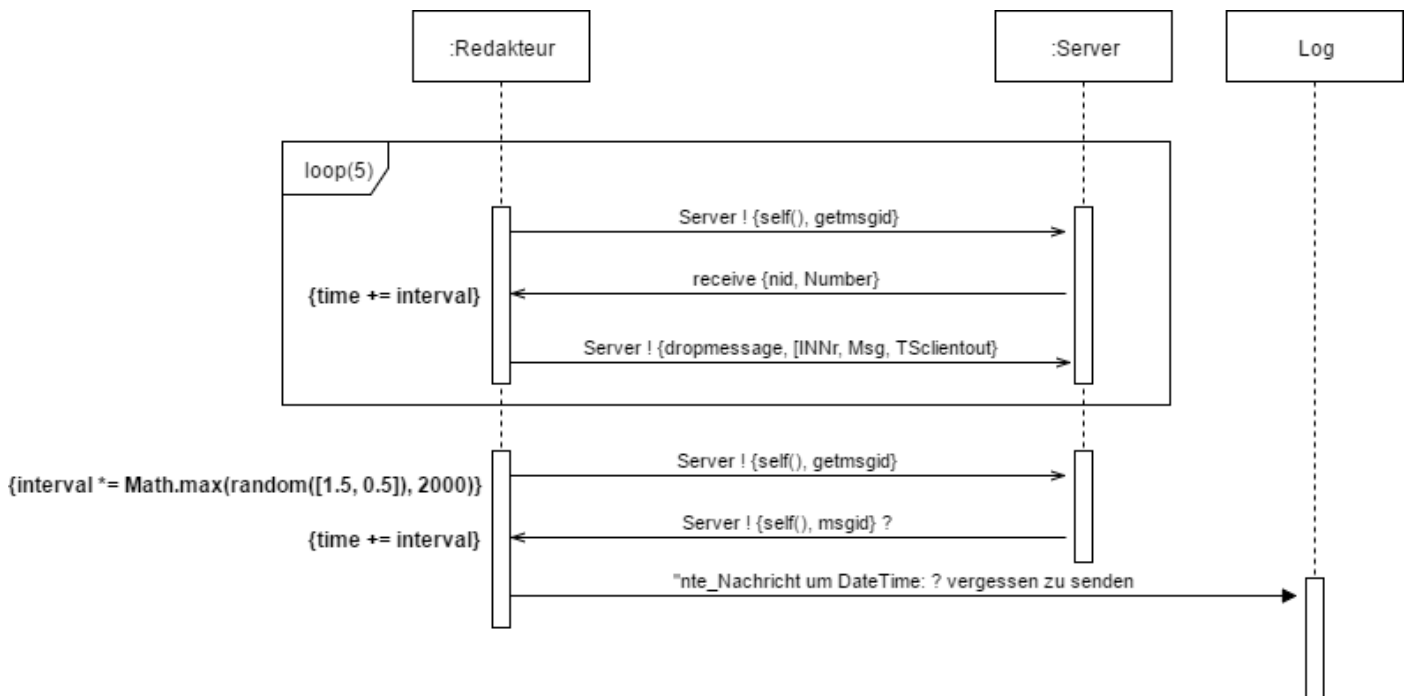 :Redakteur
:Server
Log
loop(5)
Server ! {self(), getmsgid}
receive {nid, Number}
{time += interval}
Server ! {dropmessage, [INNr, Msg, TSclientout}
Server ! {self(), getmsgid}
{interval *= Math.max(random([1.5, 0.5]), 2000)}
Server ! {self(), msgid} ?
{time += interval}
"nte_Nachricht um DateTime: ? vergessen zu senden